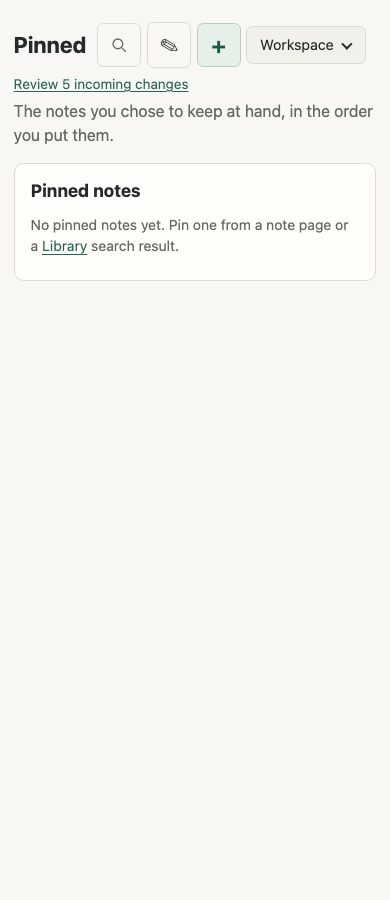 Pinned
+
Workspace
Review 5 incoming changes
The notes you chose to keep at hand, in the order
you put them.
Pinned notes
No pinned notes yet. Pin one from a note page or
a Library search result.